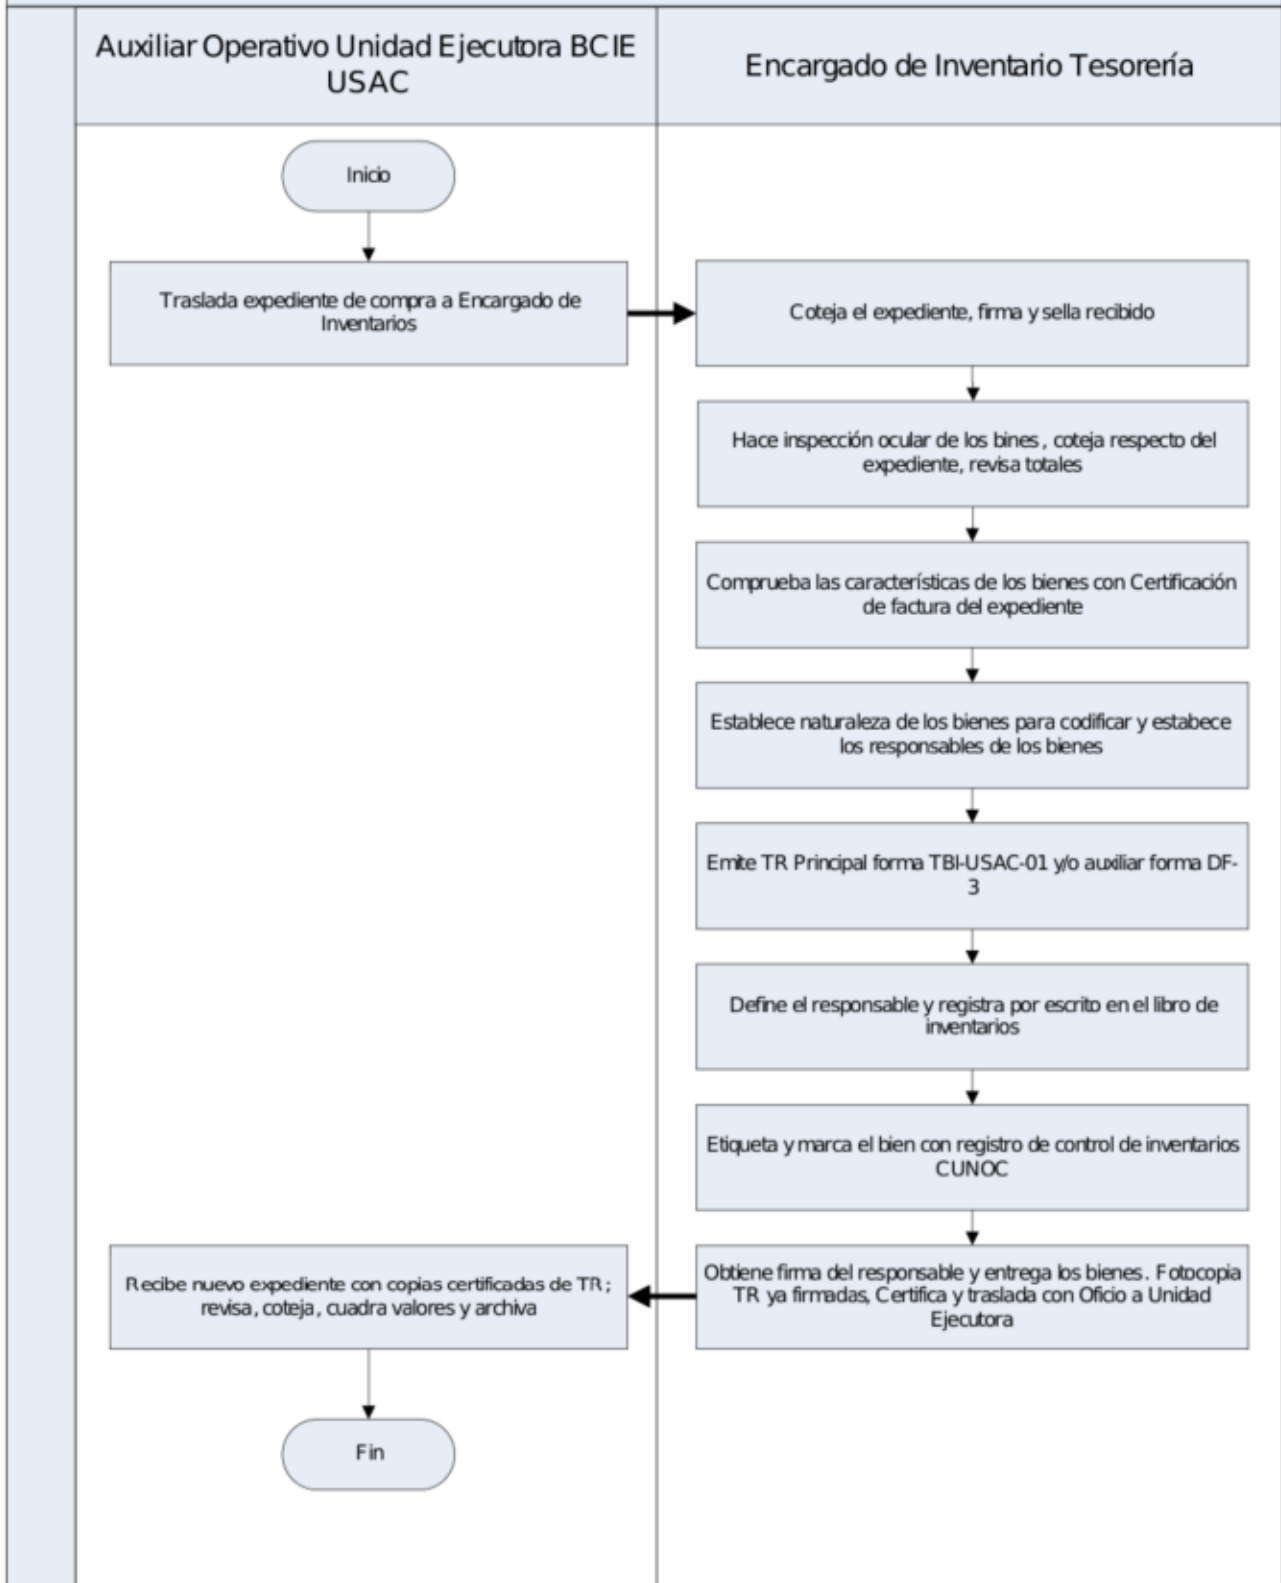 Auxiliar Operativo Unidad Ejecutora BCIE
USAC
Encargado de Inventario Tesorería
Inicio
Traslada expediente de compra a Encargado de
Inventarios
Coteja el expediente, firma y sella recibido
Hace inspección ocular de los bines , coteja respecto del
expediente, revisa totales
Comprueba las características de los bienes con Certificación
de factura del expediente
Establece naturaleza de los bienes para codificar y estabece
los responsables de los bienes
Emite TR Principal forma TBI-USAC-01 y/o auxiliar forma DF-
3
Define el responsable y registra por escrito en el libro de
inventarios
Etiqueta y marca el bien con registro de control de inventarios
CUNOC
Obtiene firma del responsable y entrega los bienes. Fotocopia
TR ya firmadas, Certifica y traslada con Oficio a Unidad
Ejecutora
Recibe nuevo expediente con copias certificadas de TR;
revisa, coteja, cuadra valores y archiva
Fin